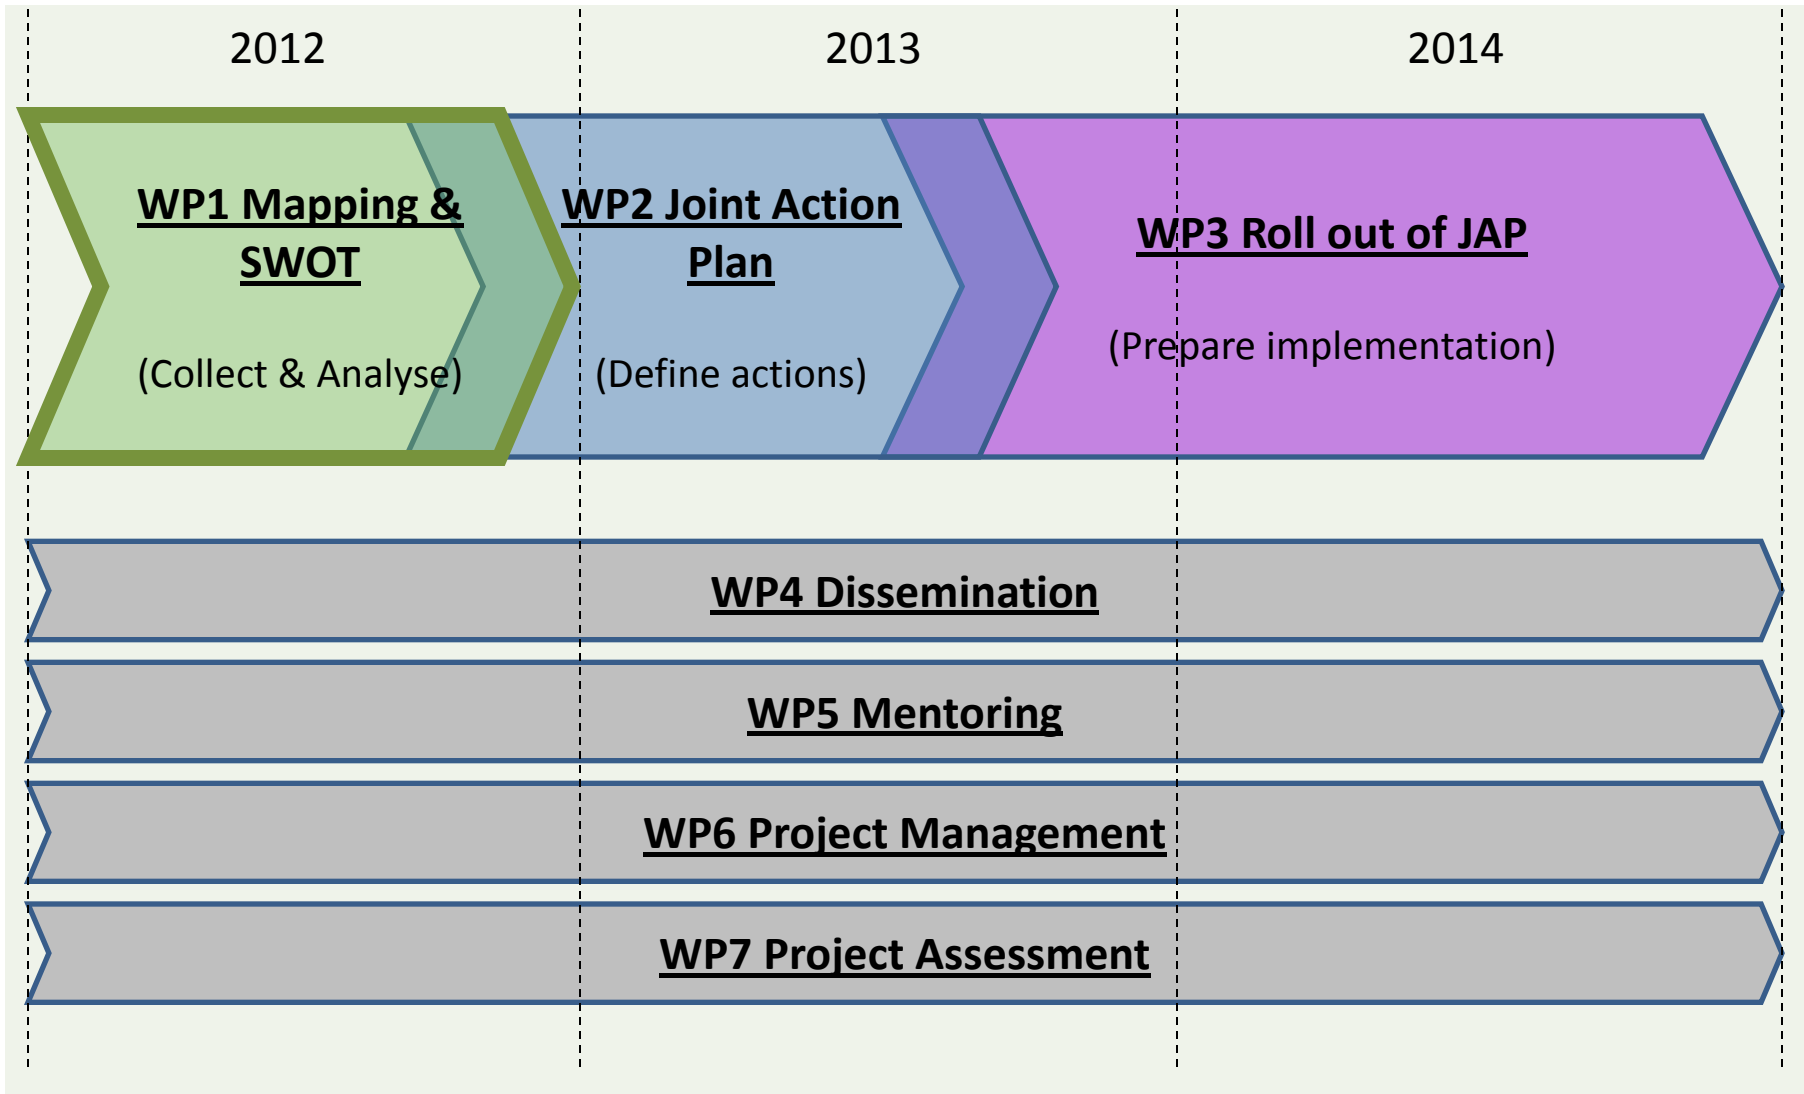 2012
2013
2014
WP1 Mapping &
SWOT
(Collect & Analyse)
WP2 Joint Action
Plan
(Define actions)
WP3 Roll out of JAP
(Prepare implementation)
WP4 Dissemination
WP5 Mentoring
WP6 Project Management
WP7 Project Assessment